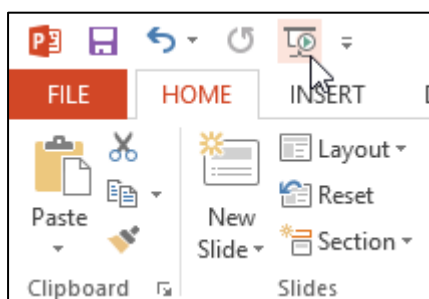 FILE HOME INSERT
Paste
New
Slide
Layout
Reset
Section
Clipboard Slides